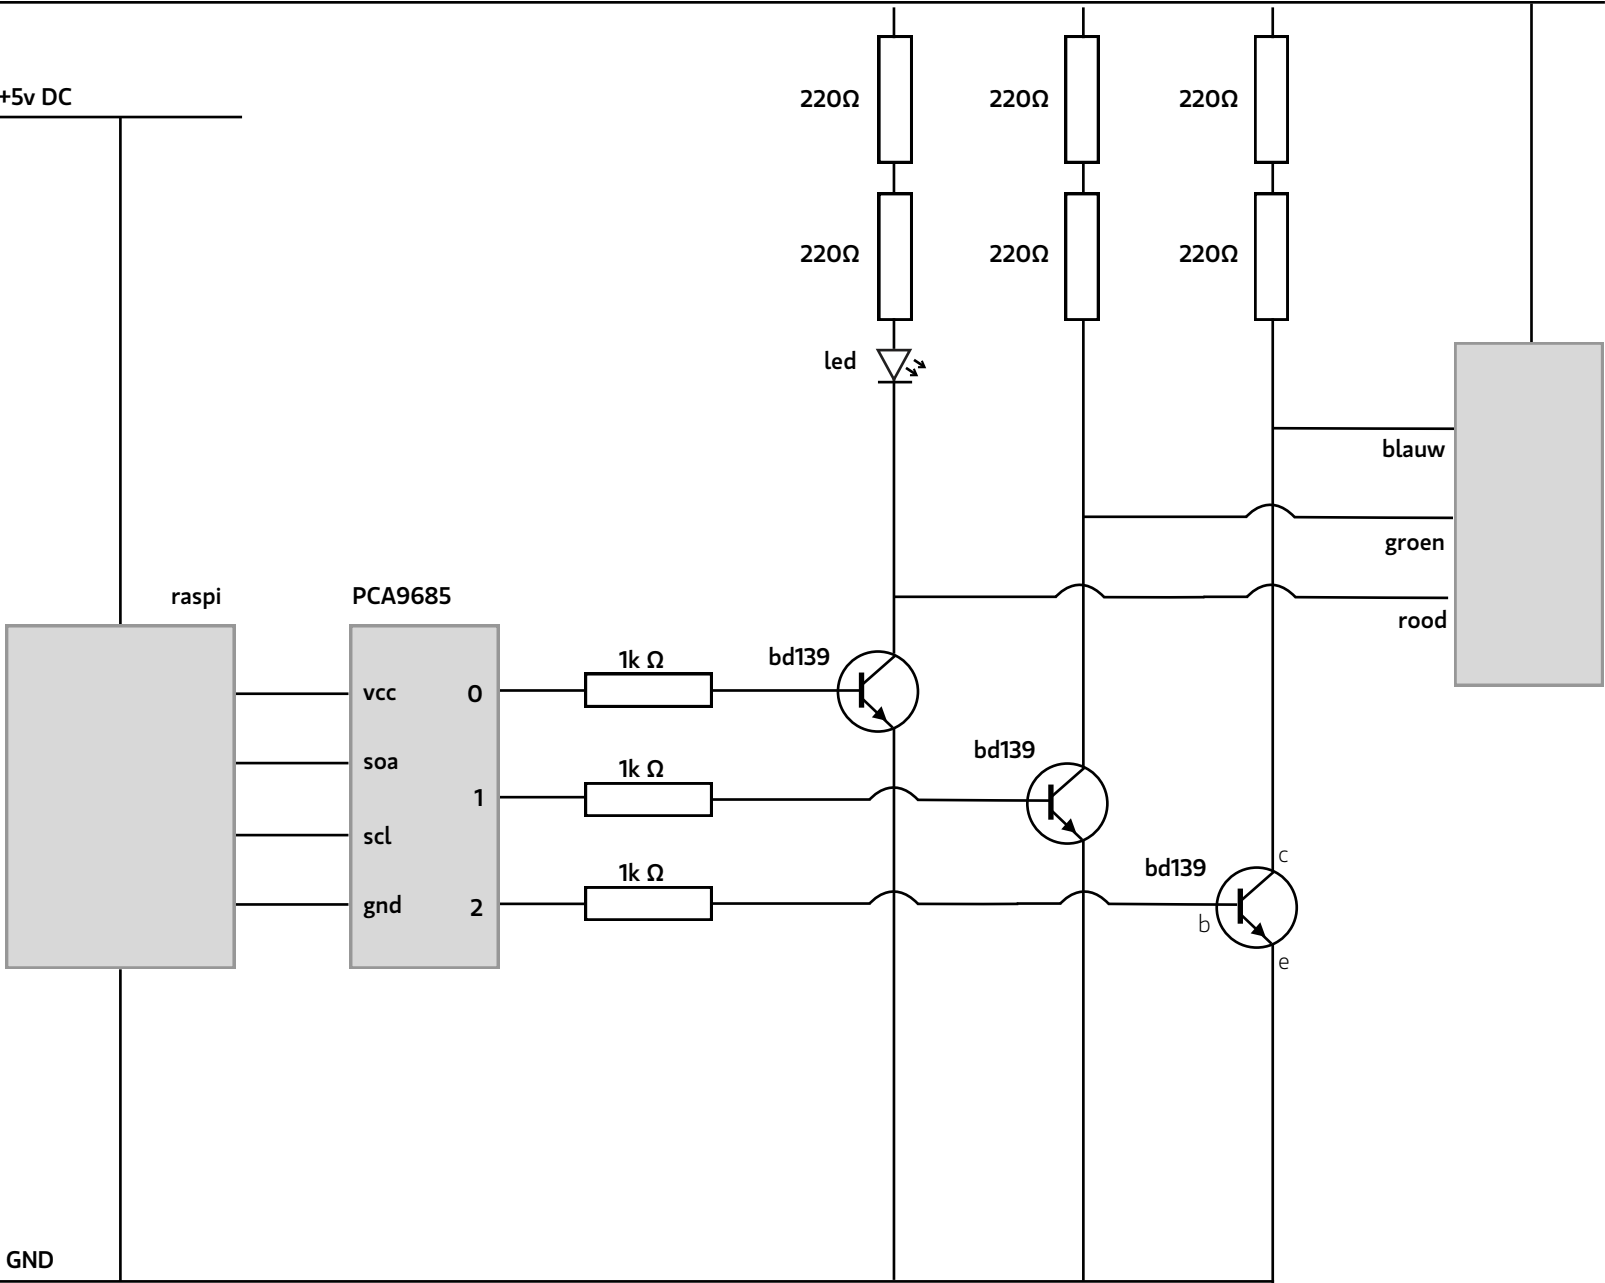 +5v DC
220Ω
220Ω
220Ω
220Ω
220Ω
220Ω
led
blauw
groen
rood
raspi
PCA9685
vcc
soa
scl
gnd
0
1
2
1k Ω
1k Ω
1k Ω
bd139
bd139
bd139
c
b
e
GND